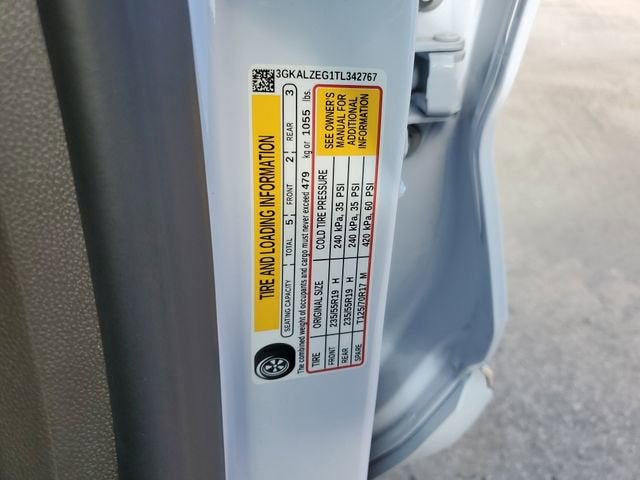 3GKALZEG1TL342767
TIRE AND LOADING INFORMATION
SEATING CAPACITY TOTAL 5 FRONT 2 REAR 3
The combined weight of occupants and cargo must never exceed 479 kg or 1055 lbs.
TIRE ORIGINAL SIZE COLD TIRE PRESSURE
FRONT 235/55R19 H 240 kPa, 35 PSI
REAR 235/55R19 H 240 kPa, 35 PSI
SPARE T125/70R17 M 420 kPa, 60 PSI
SEE OWNER'S
MANUAL FOR
ADDITIONAL
INFORMATION